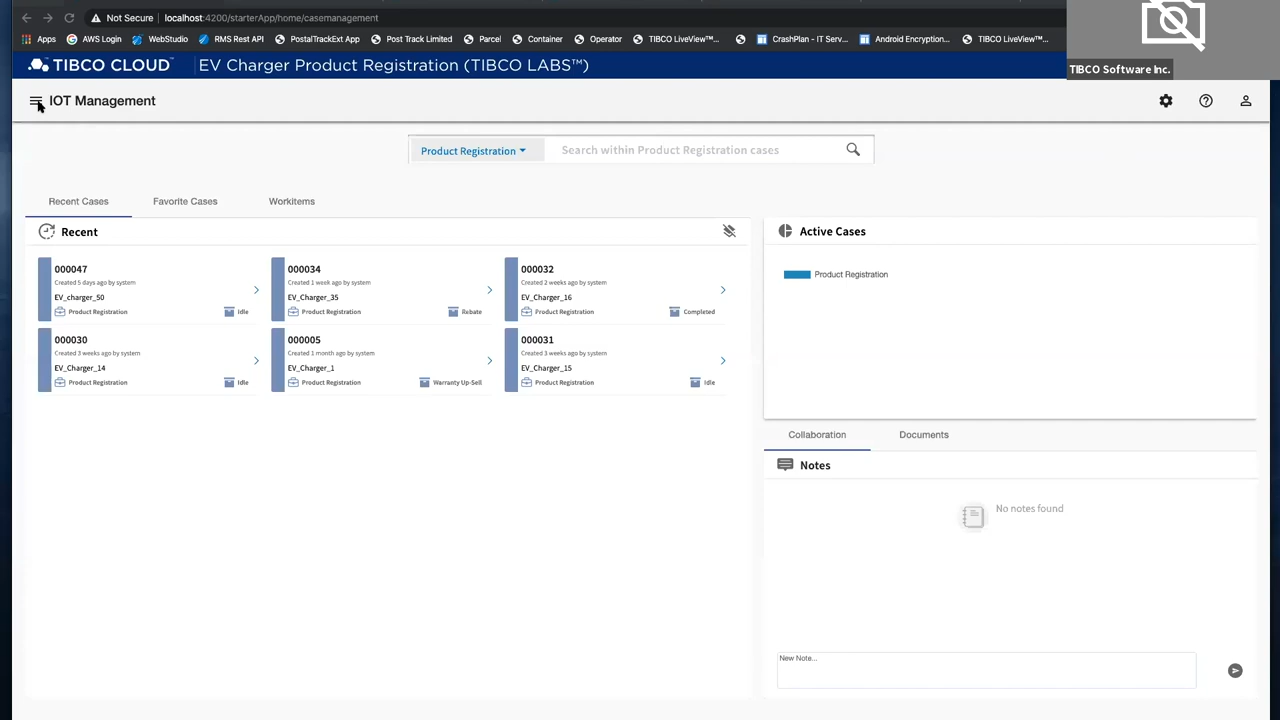 Not Secure | localhost:4200/starterApp/home/casemanagement
Apps AWS Login WebStudio RMS Rest API PostalTrackExt App Post Track Limited Parcel Container Operator TIBCO LiveView™... CrashPlan - IT Serv... Android Encryption... TIBCO LiveView™...
TIBCO Software Inc.
TIBCO CLOUD™ EV Charger Product Registration (TIBCO LABS™)
IOT Management
Product Registration Search within Product Registration cases
Recent Cases Favorite Cases Workitems
Recent
000047
Created 5 days ago by system
EV_charger_50
Product Registration Idle
000034
Created 1 week ago by system
EV_Charger_35
Product Registration Rebate
000032
Created 2 weeks ago by system
EV_Charger_16
Product Registration Completed
000030
Created 3 weeks ago by system
EV_Charger_14
Product Registration Idle
000005
Created 1 month ago by system
EV_Charger_1
Product Registration Warranty Up-Sell
000031
Created 3 weeks ago by system
EV_Charger_15
Product Registration Idle
Active Cases
Product Registration
Collaboration Documents
Notes
No notes found
New Note...